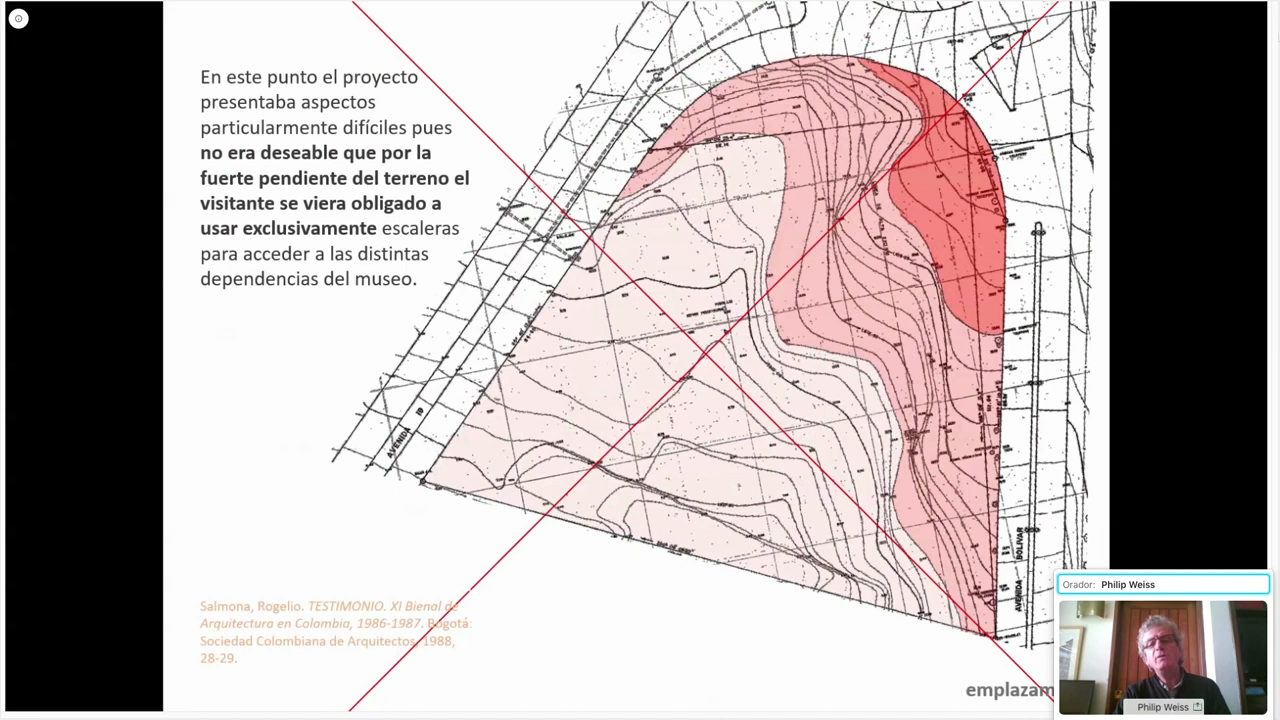 En este punto el proyecto
presentaba aspectos
particularmente difíciles pues
no era deseable que por la
fuerte pendiente del terreno el
visitante se viera obligado a
usar exclusivamente escaleras
para acceder a las distintas
dependencias del museo.
AVENIDA 19
AVENIDA BOLIVAR
Salmona, Rogelio. TESTIMONIO. XI Bienal de
Arquitectura en Colombia, 1986-1987. Bogotá:
Sociedad Colombiana de Arquitectos, 1988,
28-29.
emplazam
Orador: Philip Weiss
Philip Weiss